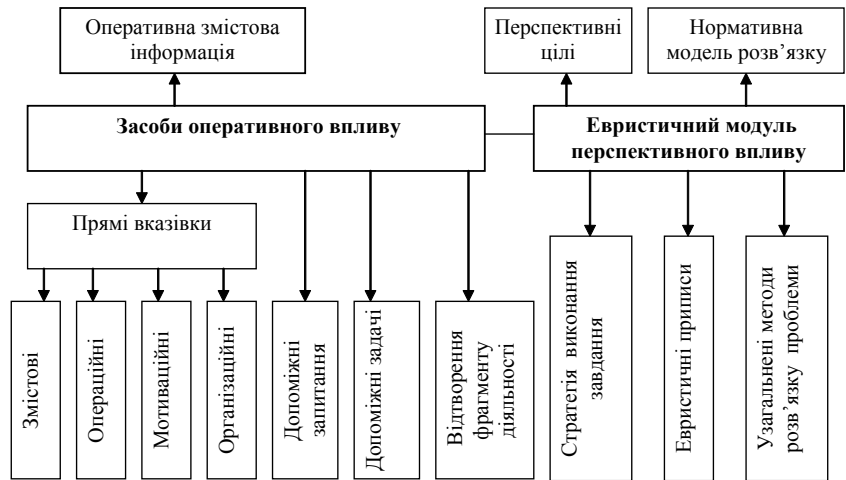 Оперативна змістова
інформація
Перспективні
цілі
Нормативна
модель розв’язку
Засоби оперативного впливу
Евристичний модуль
перспективного впливу
Прямі вказівки
Змістові
Операційні
Мотиваційні
Організаційні
Допоміжні
запитання
Допоміжні задачі
Відтворення
фрагменту
діяльності
Стратегія виконання
завдання
Евристичні приписи
Узагальнені методи
розв’язку проблеми